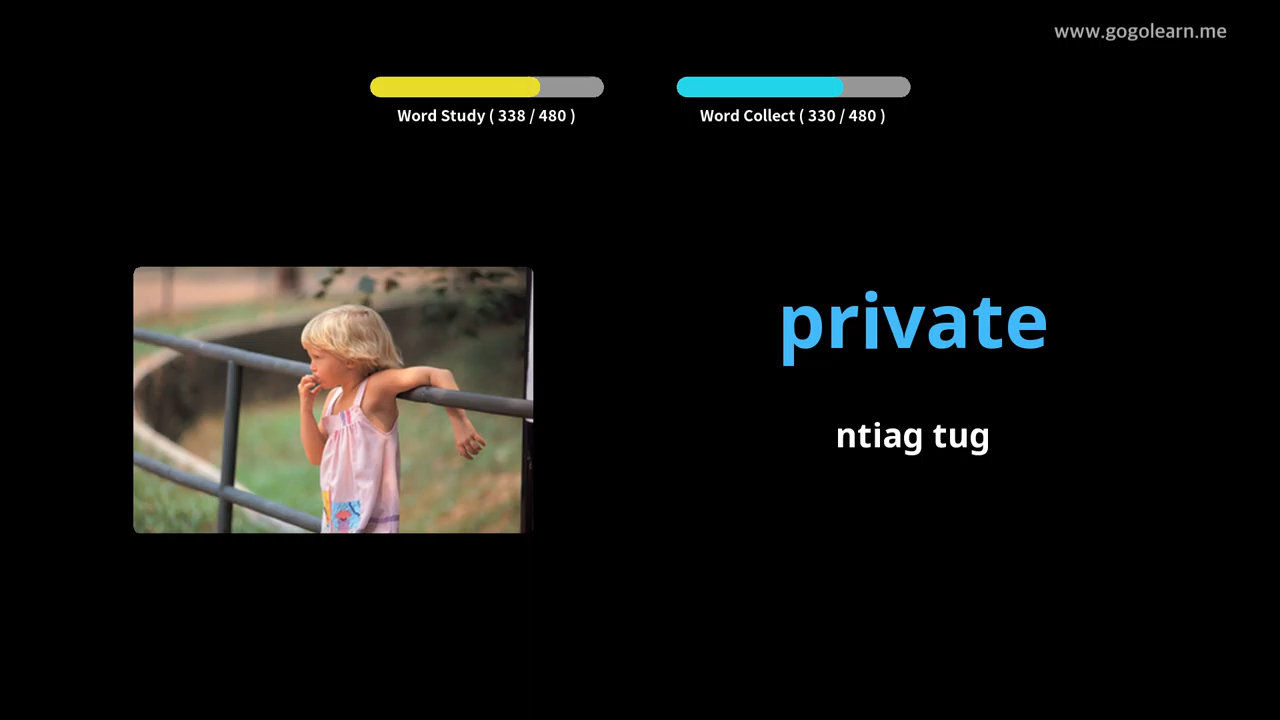 www.gogolearn.me
Word Study ( 338 / 480 )
Word Collect ( 330 / 480 )
private
ntiag tug